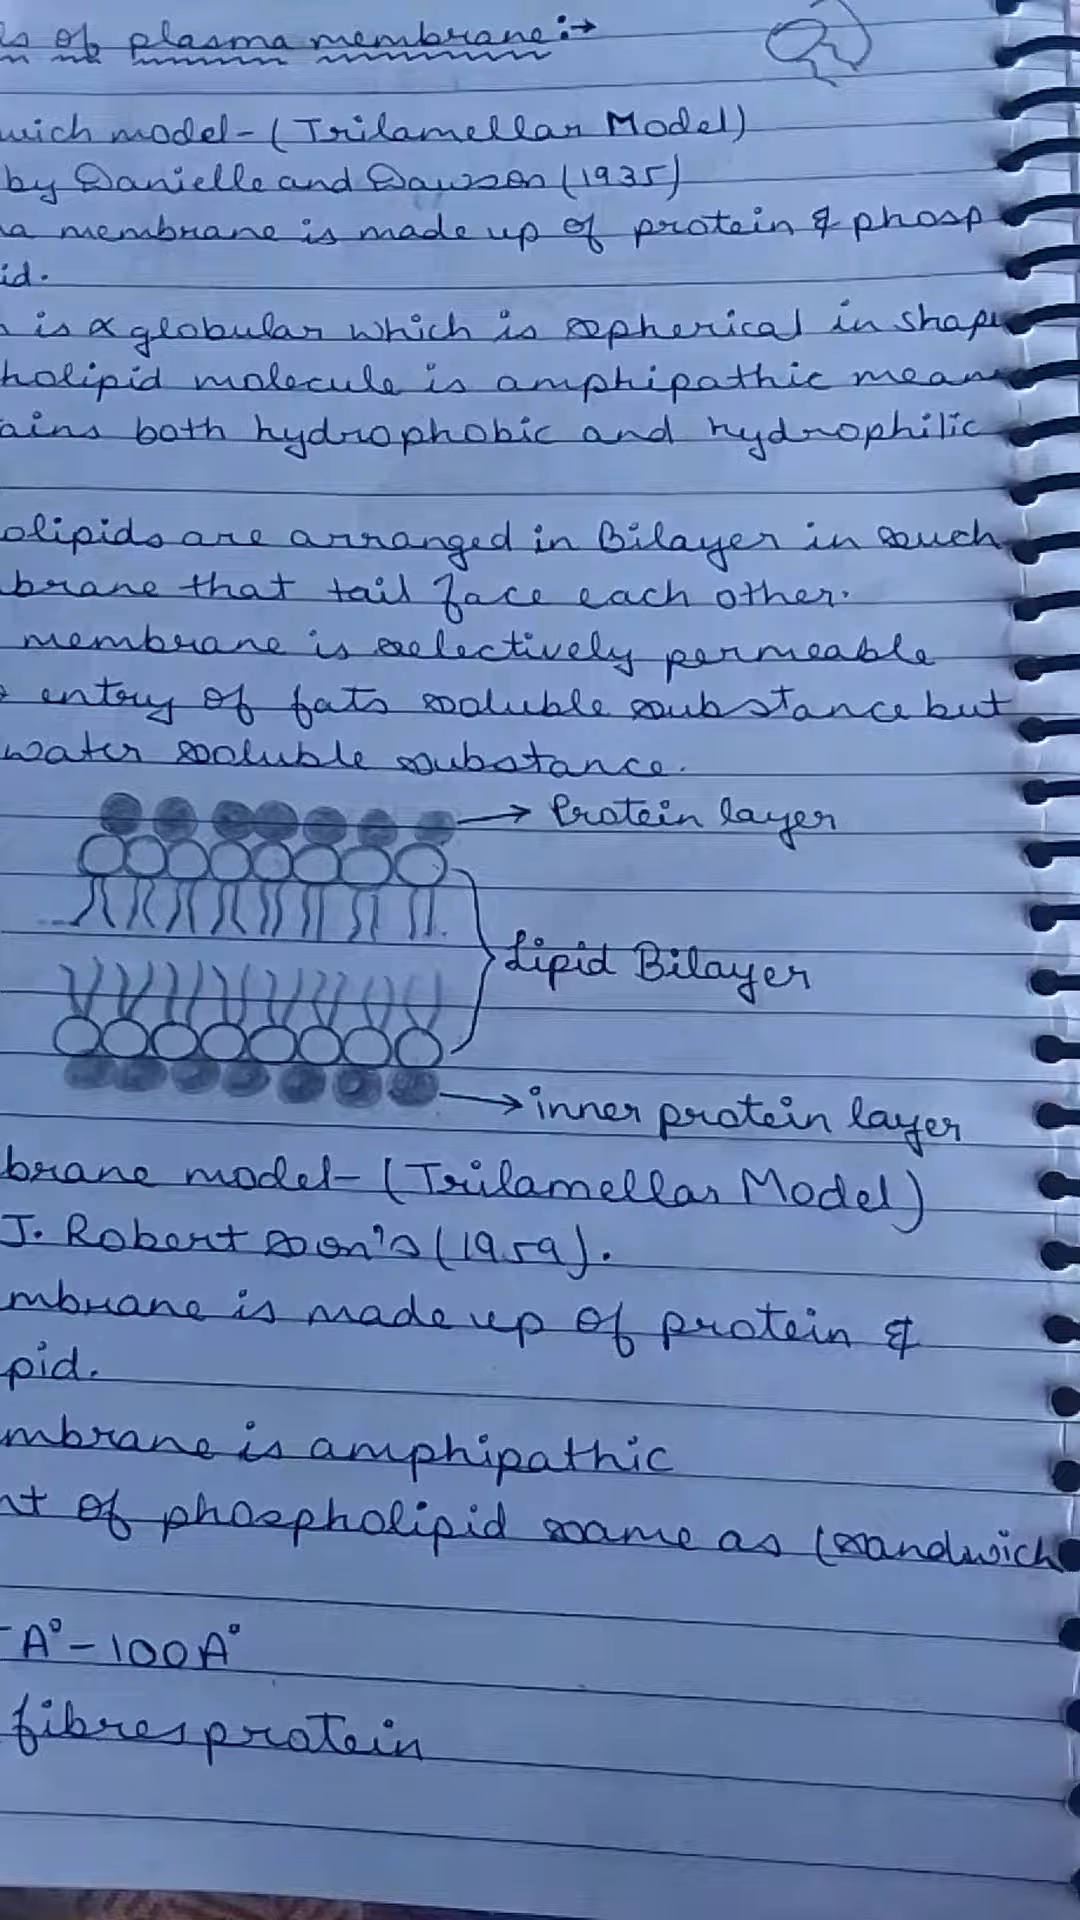 s of plasma membrane:→
wich model - (Trilamellar Model)
by Danielle and Dawson (1935)
a membrane is made up of protein & phosp
id.
is α globular which is spherical in shape
holipid molecule is amphipathic means
ains both hydrophobic and hydrophilic
olipids are arranged in Bilayer in such
brane that tail face each other.
membrane is selectively permeable
entry of fats soluble substance but
water soluble substance.
→ Protein layer
Lipid Bilayer
→ inner protein layer
brane model - (Trilamellar Model)
J. Robert son's (1959).
mbrane is made up of protein &
pid.
mbrane is amphipathic
nt of phospholipid same as (sandwich
A° - 100A°
fibres protein